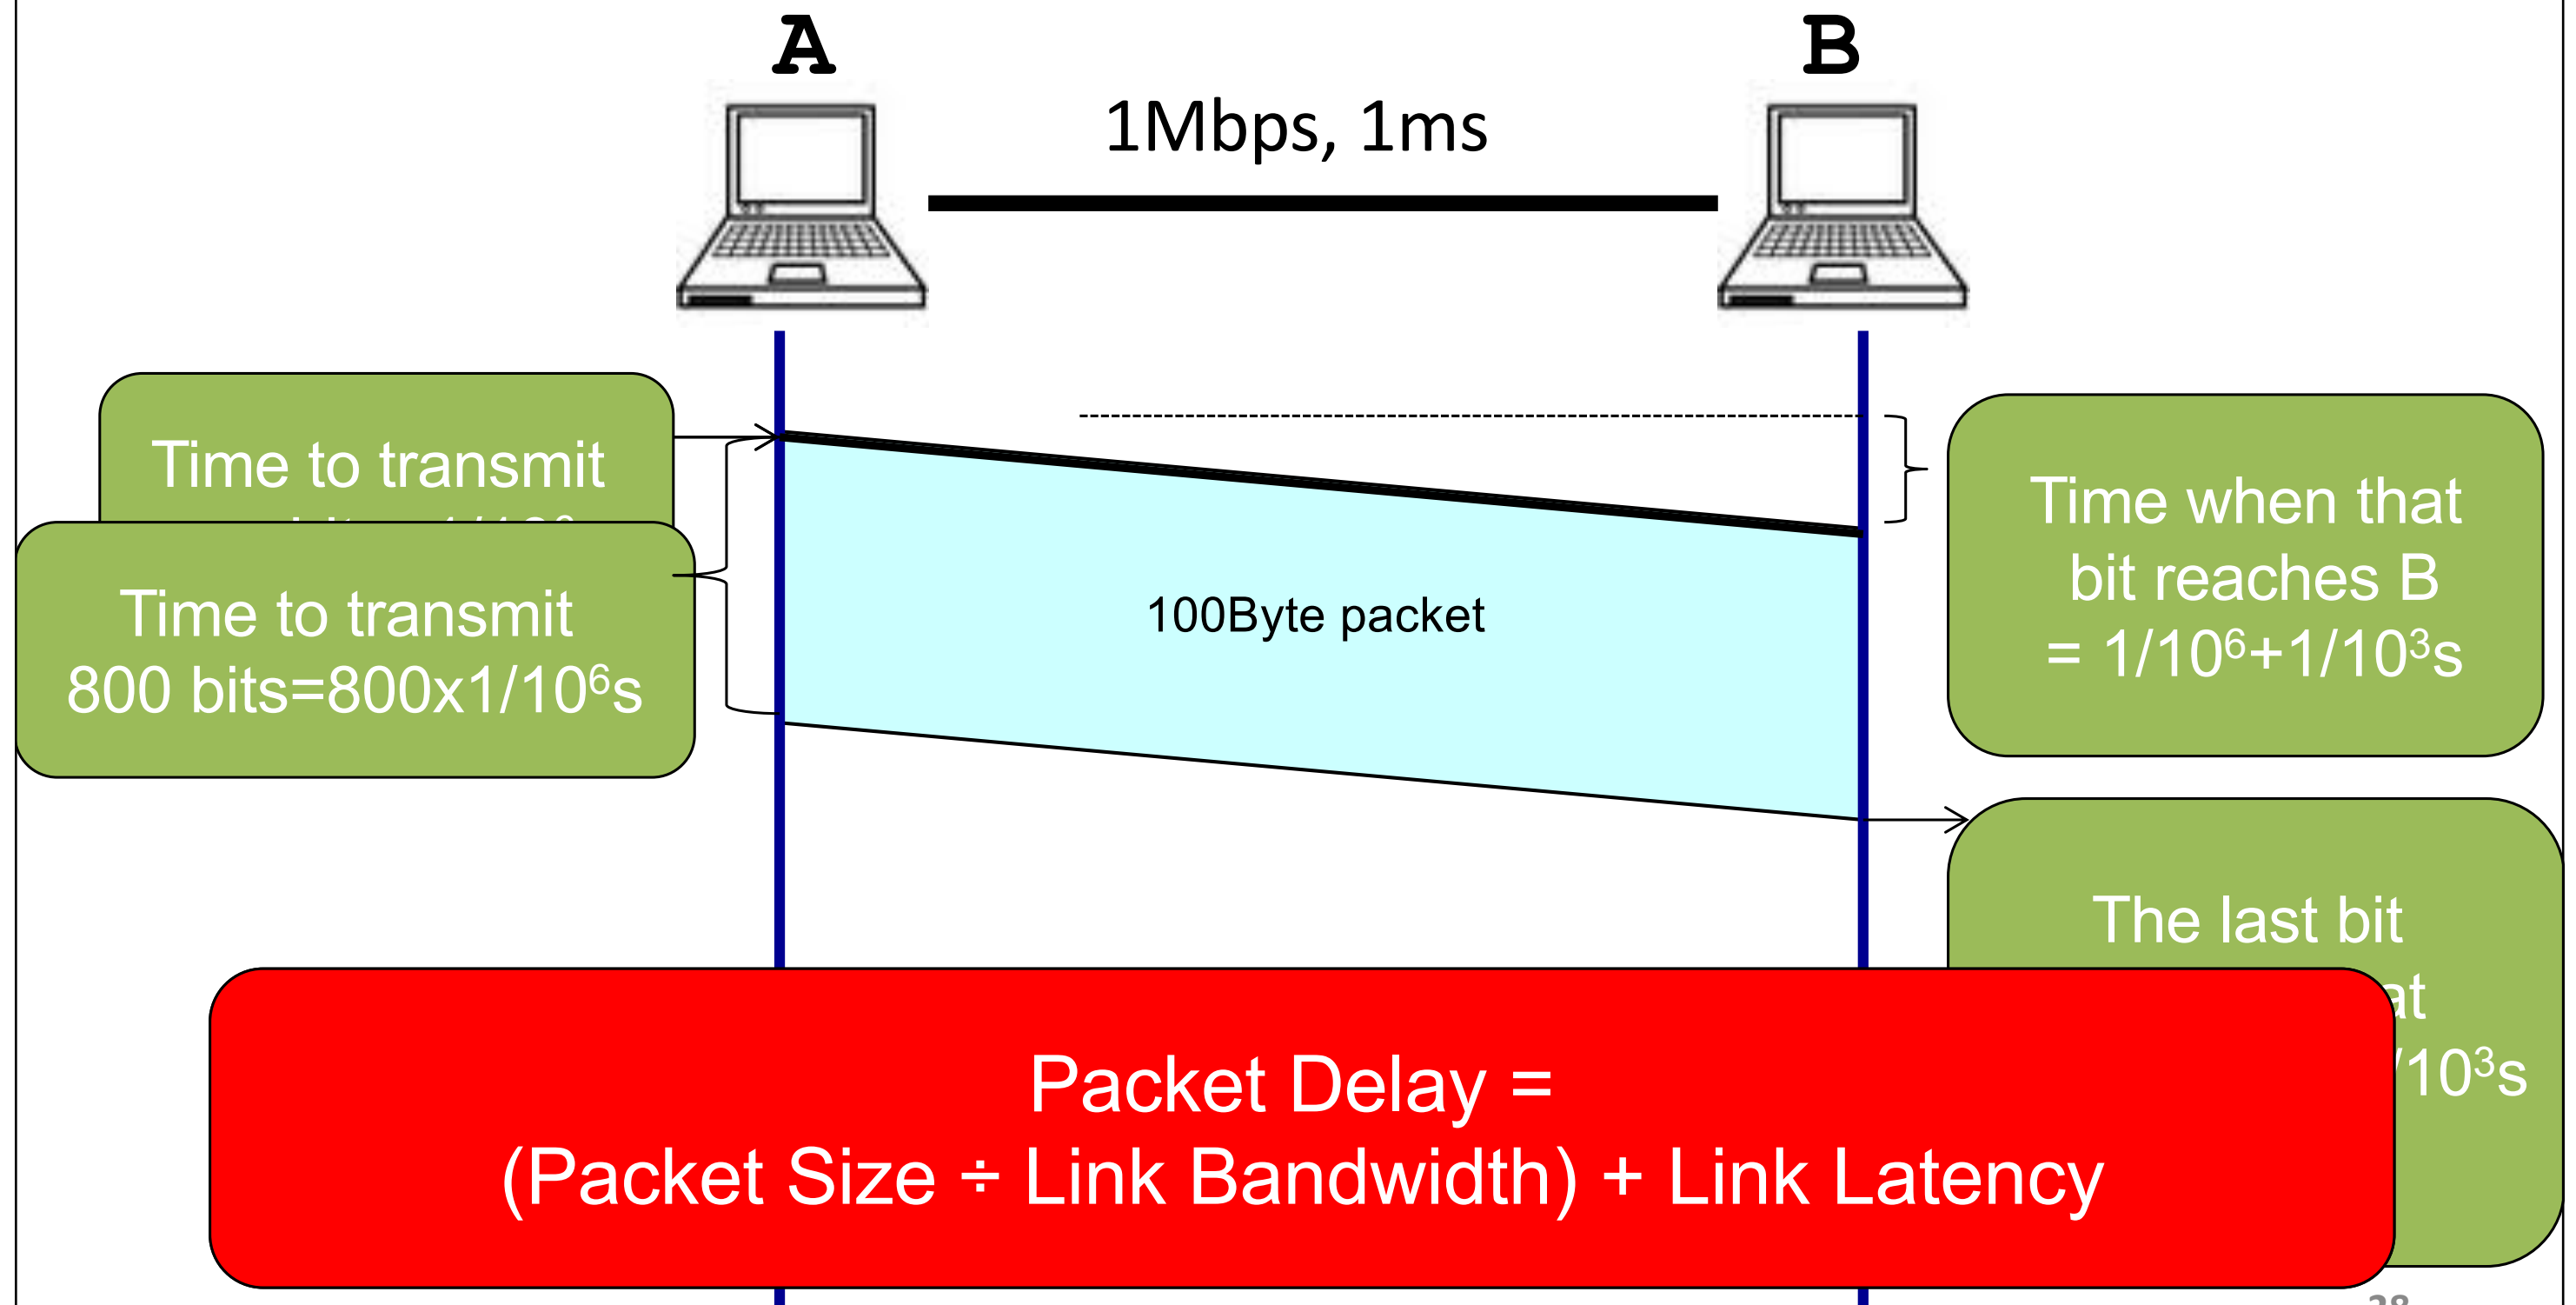 A
B
1Mbps, 1ms
Time to transmit
Time to transmit
800 bits=800x1/10⁶s
100Byte packet
Time when that
bit reaches B
= 1/10⁶+1/10³s
The last bit
at
/10³s
Packet Delay =
(Packet Size ÷ Link Bandwidth) + Link Latency